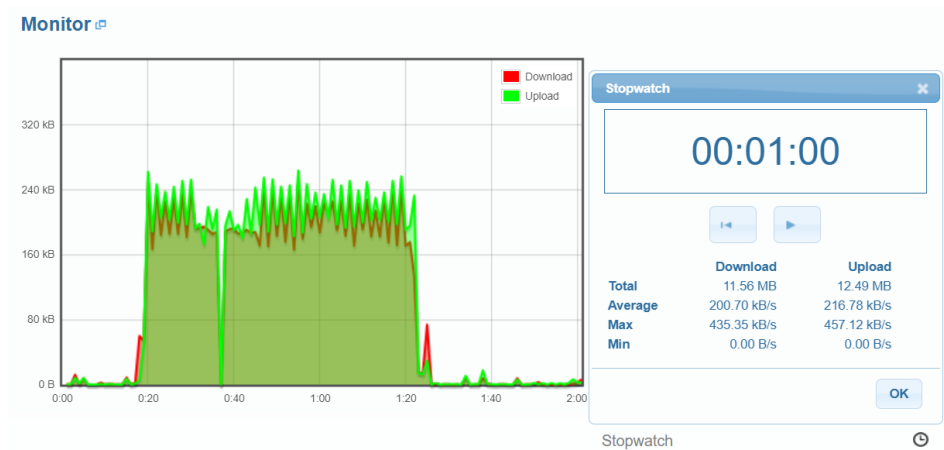 Monitor
Download
Upload
320 kB
240 kB
160 kB
80 kB
0 B
0:00 0:20 0:40 1:00 1:20 1:40 2:00
Stopwatch
00:01:00
Download Upload
Total 11.56 MB 12.49 MB
Average 200.70 kB/s 216.78 kB/s
Max 435.35 kB/s 457.12 kB/s
Min 0.00 B/s 0.00 B/s
OK
Stopwatch